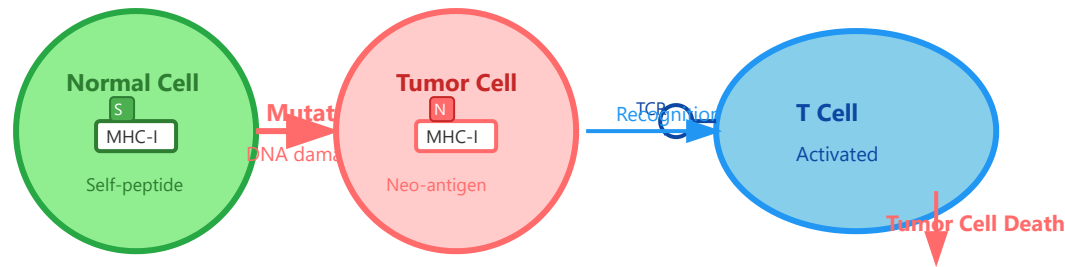 Normal Cell
S
MHC-I
Self-peptide
Mutat
DNA dama
Tumor Cell
N
MHC-I
Neo-antigen
TCR
Recognition
T Cell
Activated
Tumor Cell Death